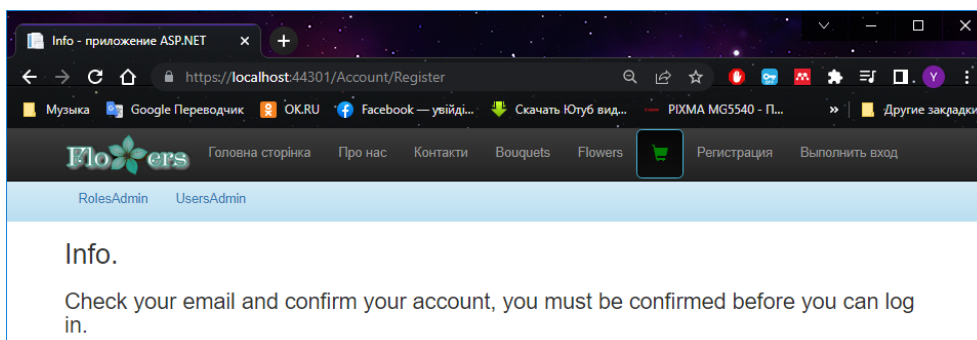 Info - приложение ASP.NET
https://localhost:44301/Account/Register
Музыка Google Переводчик OK.RU Facebook — увійді... Скачать Ютуб вид... PIXMA MG5540 - П... » Другие закладки
Flowers Головна сторінка Про нас Контакти Bouquets Flowers Регистрация Выполнить вход
RolesAdmin UsersAdmin
Info.
Check your email and confirm your account, you must be confirmed before you can log
in.